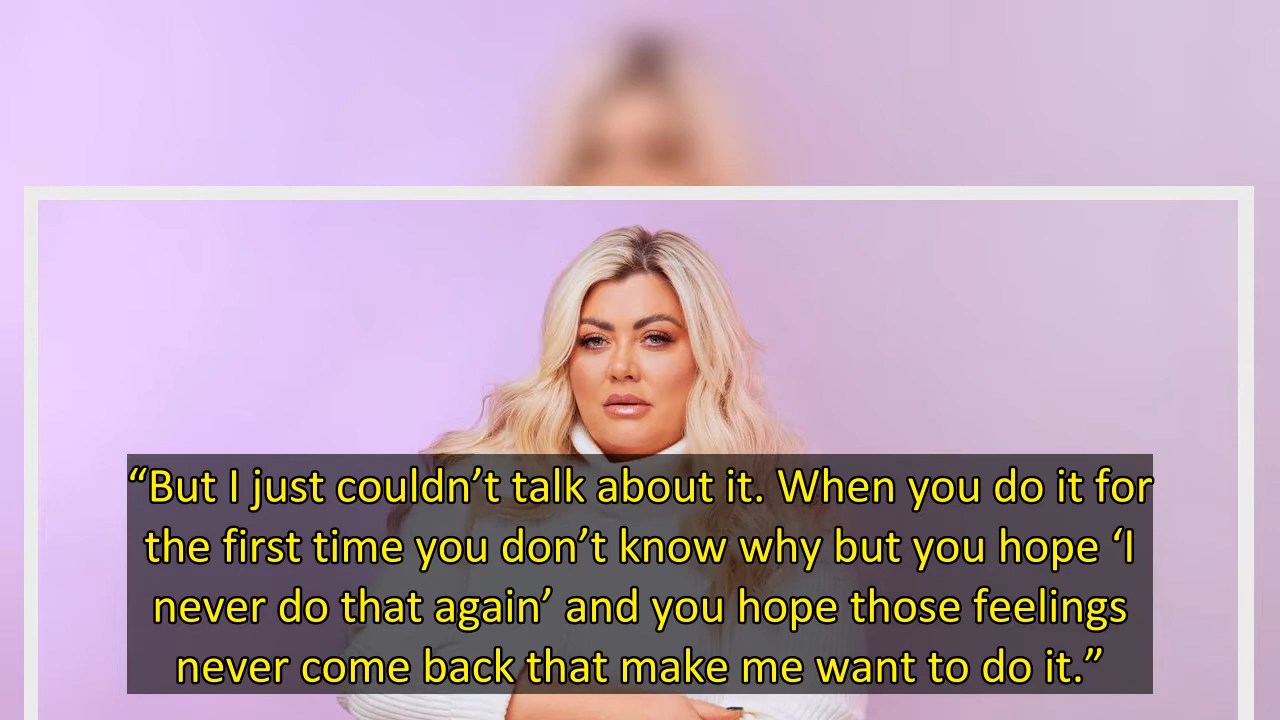 “But I just couldn’t talk about it. When you do it for
the first time you don’t know why but you hope ‘I
never do that again’ and you hope those feelings
never come back that make me want to do it.”